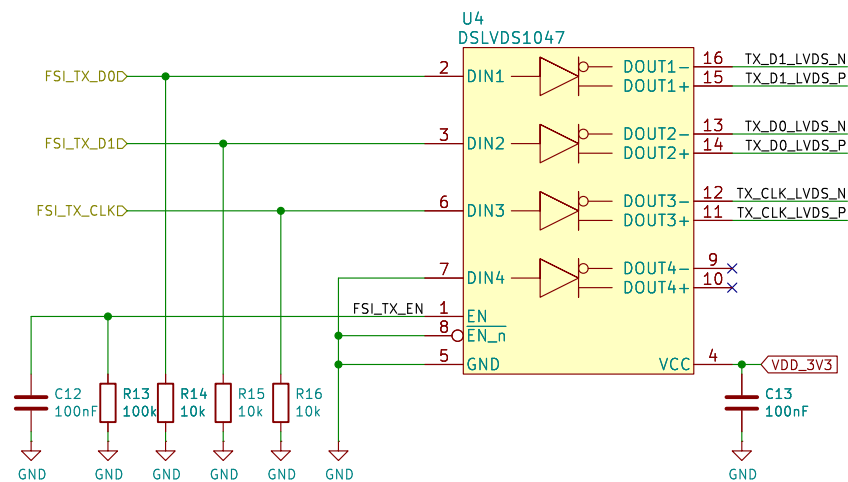 U4
DSLVDS1047
FSI_TX_D0
2
DIN1
DOUT1-
16
TX_D1_LVDS_N
DOUT1+
15
TX_D1_LVDS_P
FSI_TX_D1
3
DIN2
DOUT2-
13
TX_D0_LVDS_N
DOUT2+
14
TX_D0_LVDS_P
FSI_TX_CLK
6
DIN3
DOUT3-
12
TX_CLK_LVDS_N
DOUT3+
11
TX_CLK_LVDS_P
7
DIN4
DOUT4-
9
DOUT4+
10
FSI_TX_EN
1
EN
8
EN_n
5
GND
VCC
4
VDD_3V3
C12
100nF
R13
100k
R14
10k
R15
10k
R16
10k
C13
100nF
GND
GND
GND
GND
GND
GND
GND